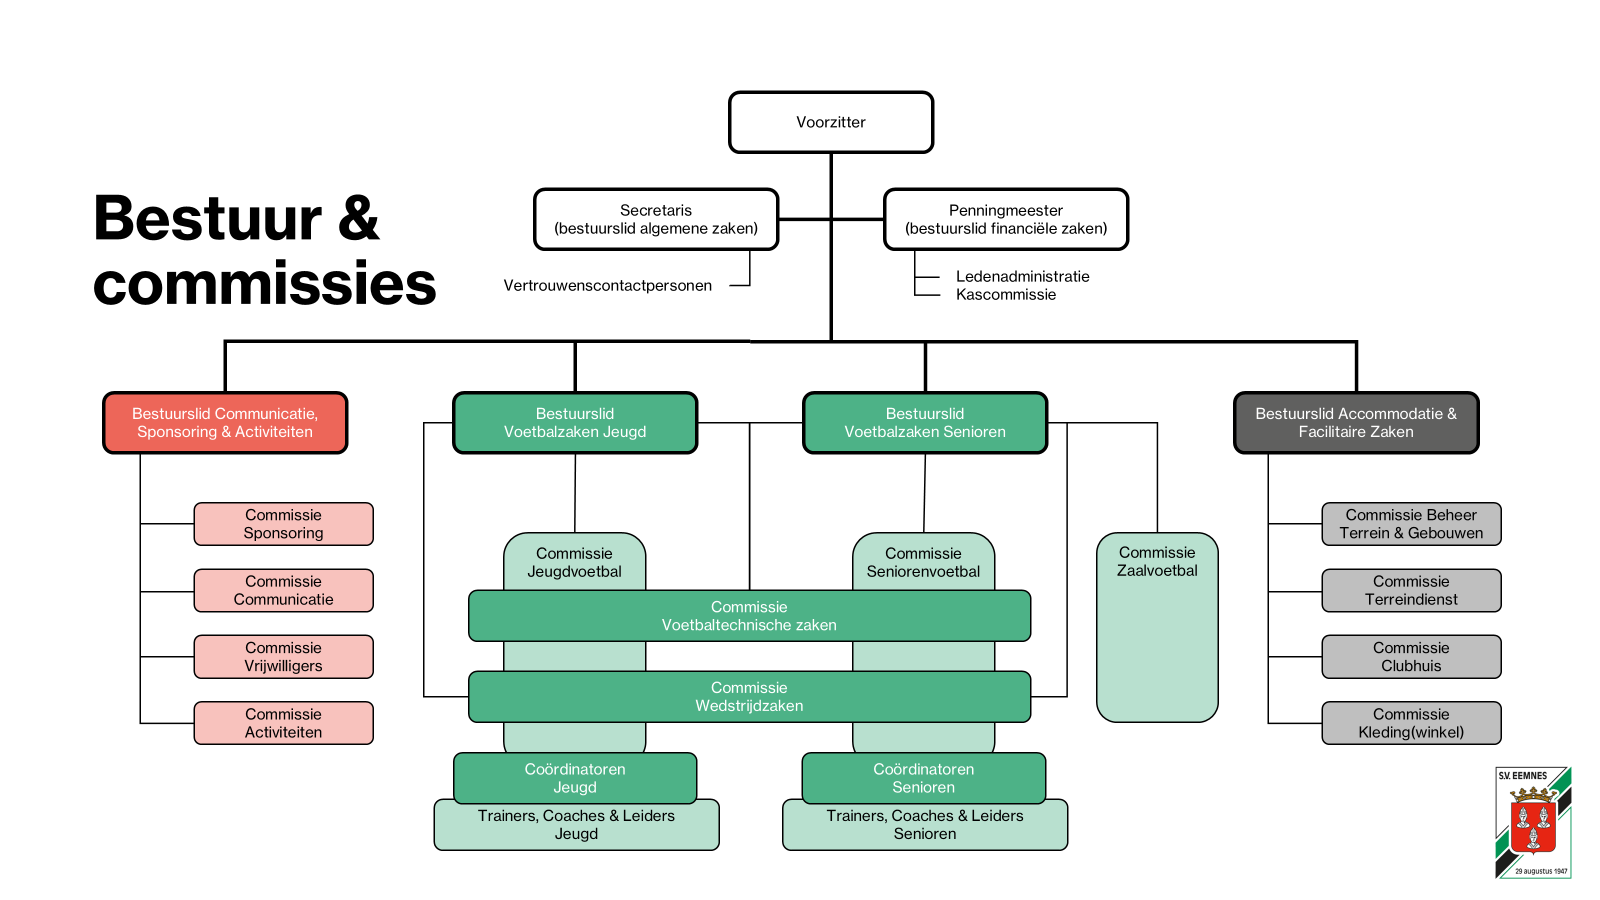 Voorzitter
Bestuur &
commissies
Secretaris
(bestuurslid algemene zaken)
Penningmeester
(bestuurslid financiële zaken)
Vertrouwenscontactpersonen
Ledenadministratie
Kascommissie
Bestuurslid Communicatie,
Sponsoring & Activiteiten
Bestuurslid
Voetbalzaken Jeugd
Bestuurslid
Voetbalzaken Senioren
Bestuurslid Accommodatie &
Facilitaire Zaken
Commissie
Sponsoring
Commissie
Communicatie
Commissie
Vrijwilligers
Commissie
Activiteiten
Commissie
Jeugdvoetbal
Commissie
Seniorenvoetbal
Commissie
Zaalvoetbal
Commissie
Voetbaltechnische zaken
Commissie
Wedstrijdzaken
Coördinatoren
Jeugd
Trainers, Coaches & Leiders
Jeugd
Coördinatoren
Senioren
Trainers, Coaches & Leiders
Senioren
Commissie Beheer
Terrein & Gebouwen
Commissie
Terreindienst
Commissie
Clubhuis
Commissie
Kleding(winkel)
S.V. EEMNES
29 augustus 1947